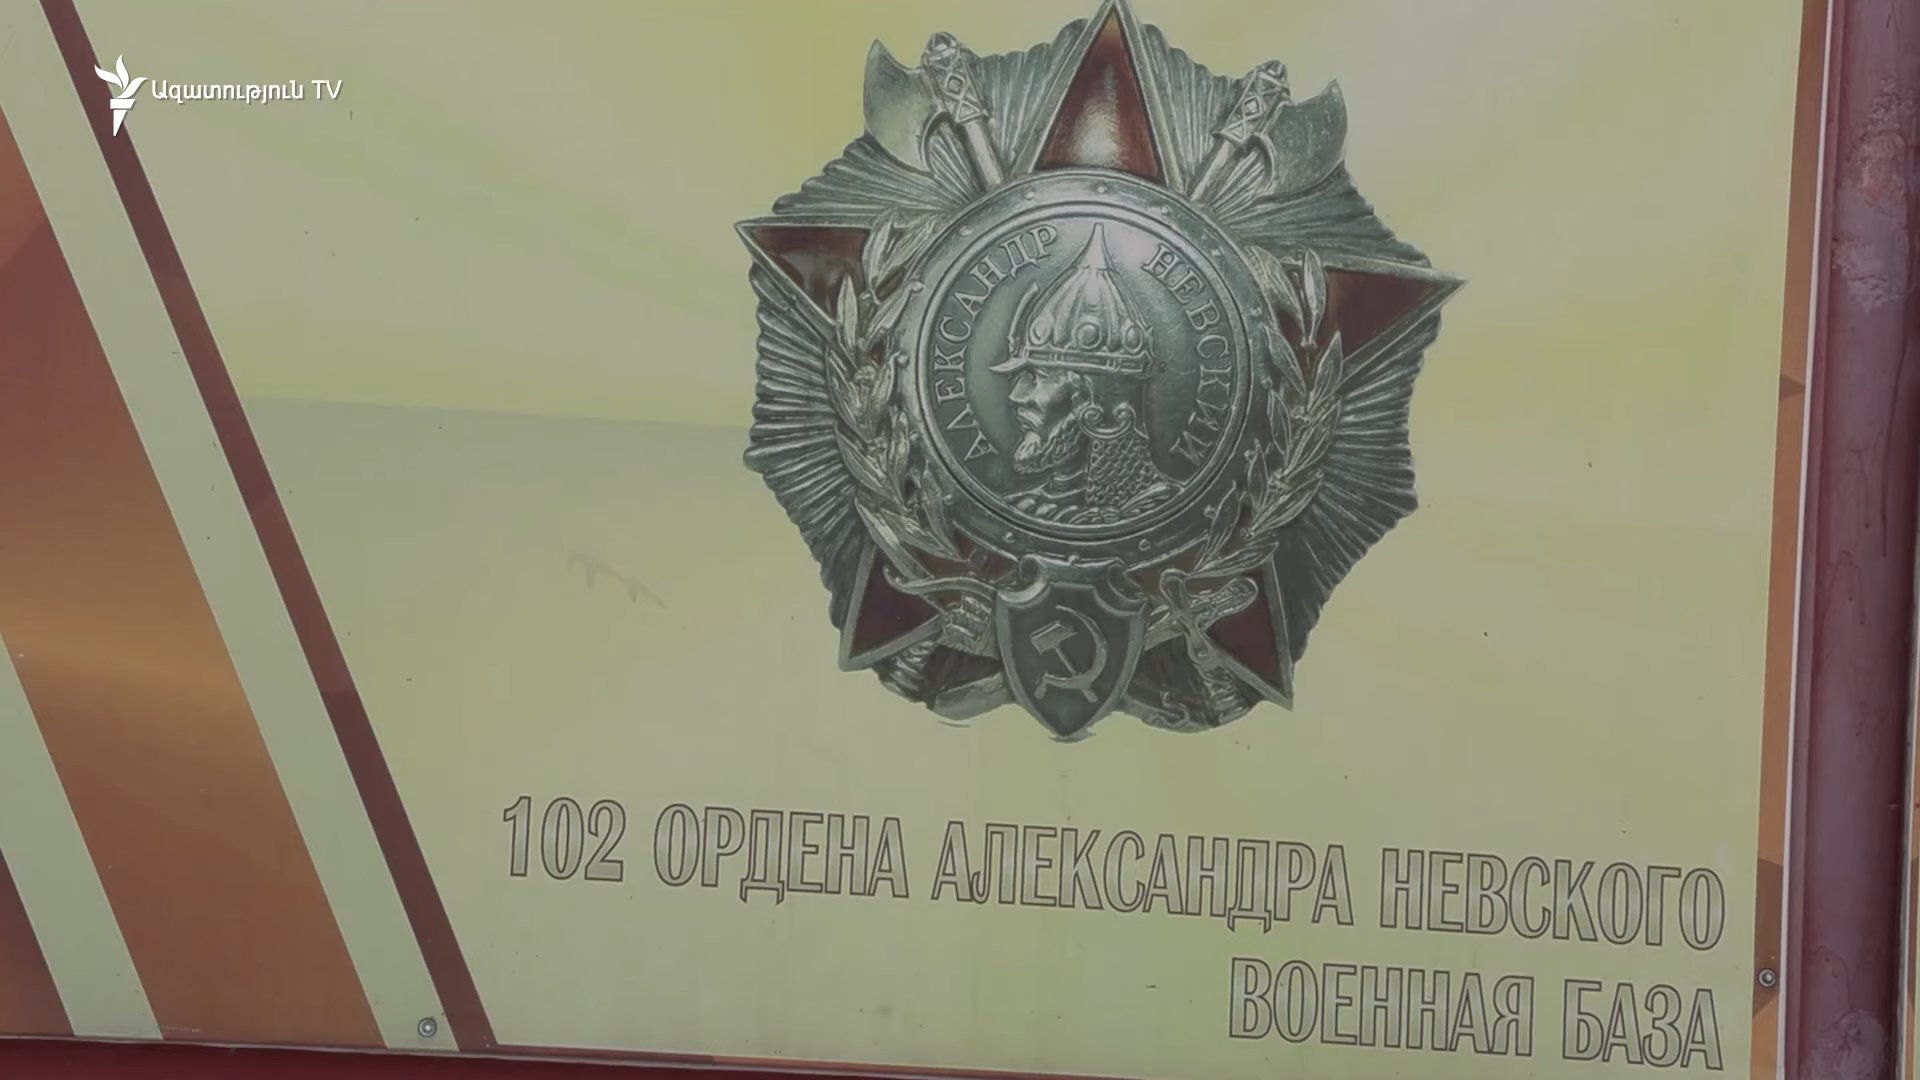 Ազատություն TV
АЛЕКСАНДР НЕВСКИЙ
102 ОРДЕНА АЛЕКСАНДРА НЕВСКОГО
ВОЕННАЯ БАЗА